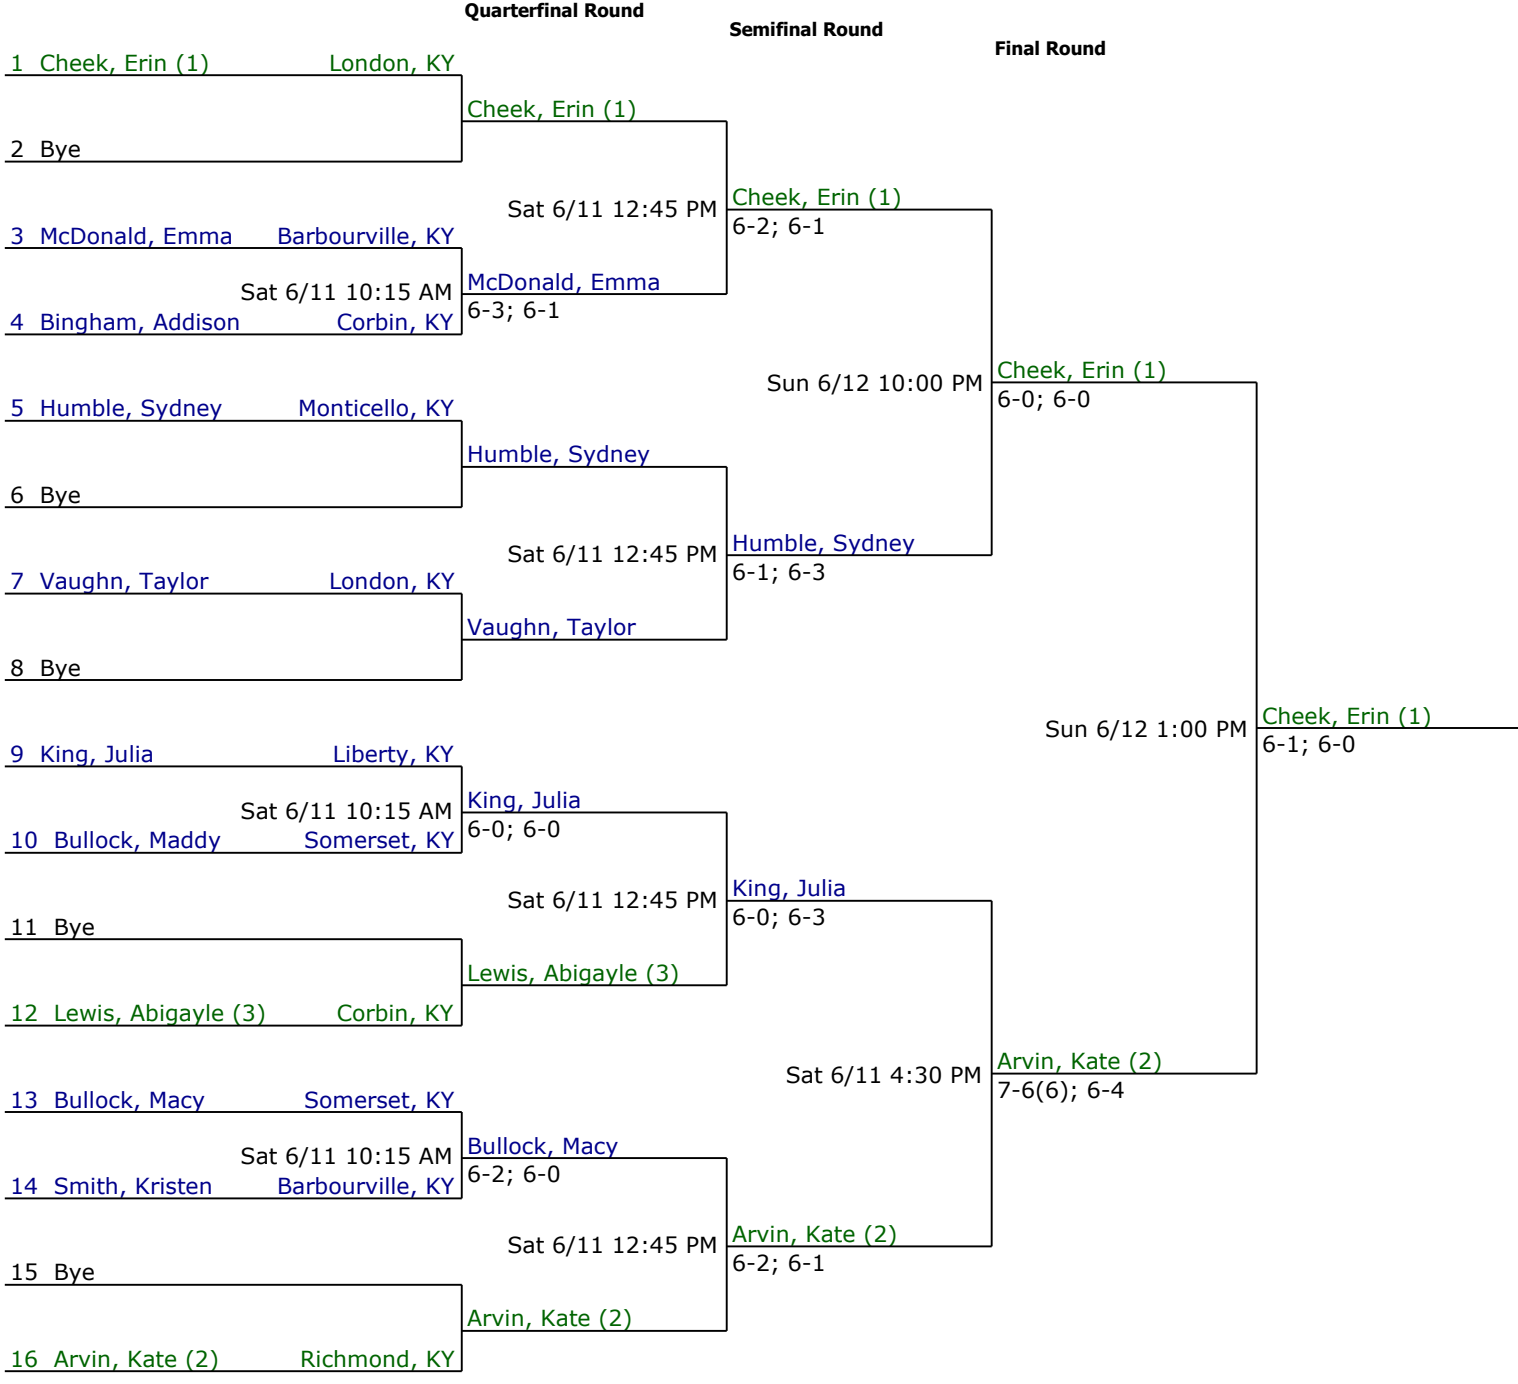 Quarterfinal Round
Semifinal Round
Final Round
1 Cheek, Erin (1) London, KY
Cheek, Erin (1)
2 Bye
Sat 6/11 12:45 PM Cheek, Erin (1)
6-2; 6-1
3 McDonald, Emma Barbourville, KY
Sat 6/11 10:15 AM McDonald, Emma
6-3; 6-1
4 Bingham, Addison Corbin, KY
Sun 6/12 10:00 PM Cheek, Erin (1)
6-0; 6-0
5 Humble, Sydney Monticello, KY
Humble, Sydney
6 Bye
Sat 6/11 12:45 PM Humble, Sydney
6-1; 6-3
7 Vaughn, Taylor London, KY
Vaughn, Taylor
8 Bye
Sun 6/12 1:00 PM Cheek, Erin (1)
6-1; 6-0
9 King, Julia Liberty, KY
Sat 6/11 10:15 AM King, Julia
6-0; 6-0
10 Bullock, Maddy Somerset, KY
Sat 6/11 12:45 PM King, Julia
6-0; 6-3
11 Bye
Lewis, Abigayle (3)
12 Lewis, Abigayle (3) Corbin, KY
Sat 6/11 4:30 PM Arvin, Kate (2)
7-6(6); 6-4
13 Bullock, Macy Somerset, KY
Sat 6/11 10:15 AM Bullock, Macy
6-2; 6-0
14 Smith, Kristen Barbourville, KY
Sat 6/11 12:45 PM Arvin, Kate (2)
6-2; 6-1
15 Bye
Arvin, Kate (2)
16 Arvin, Kate (2) Richmond, KY